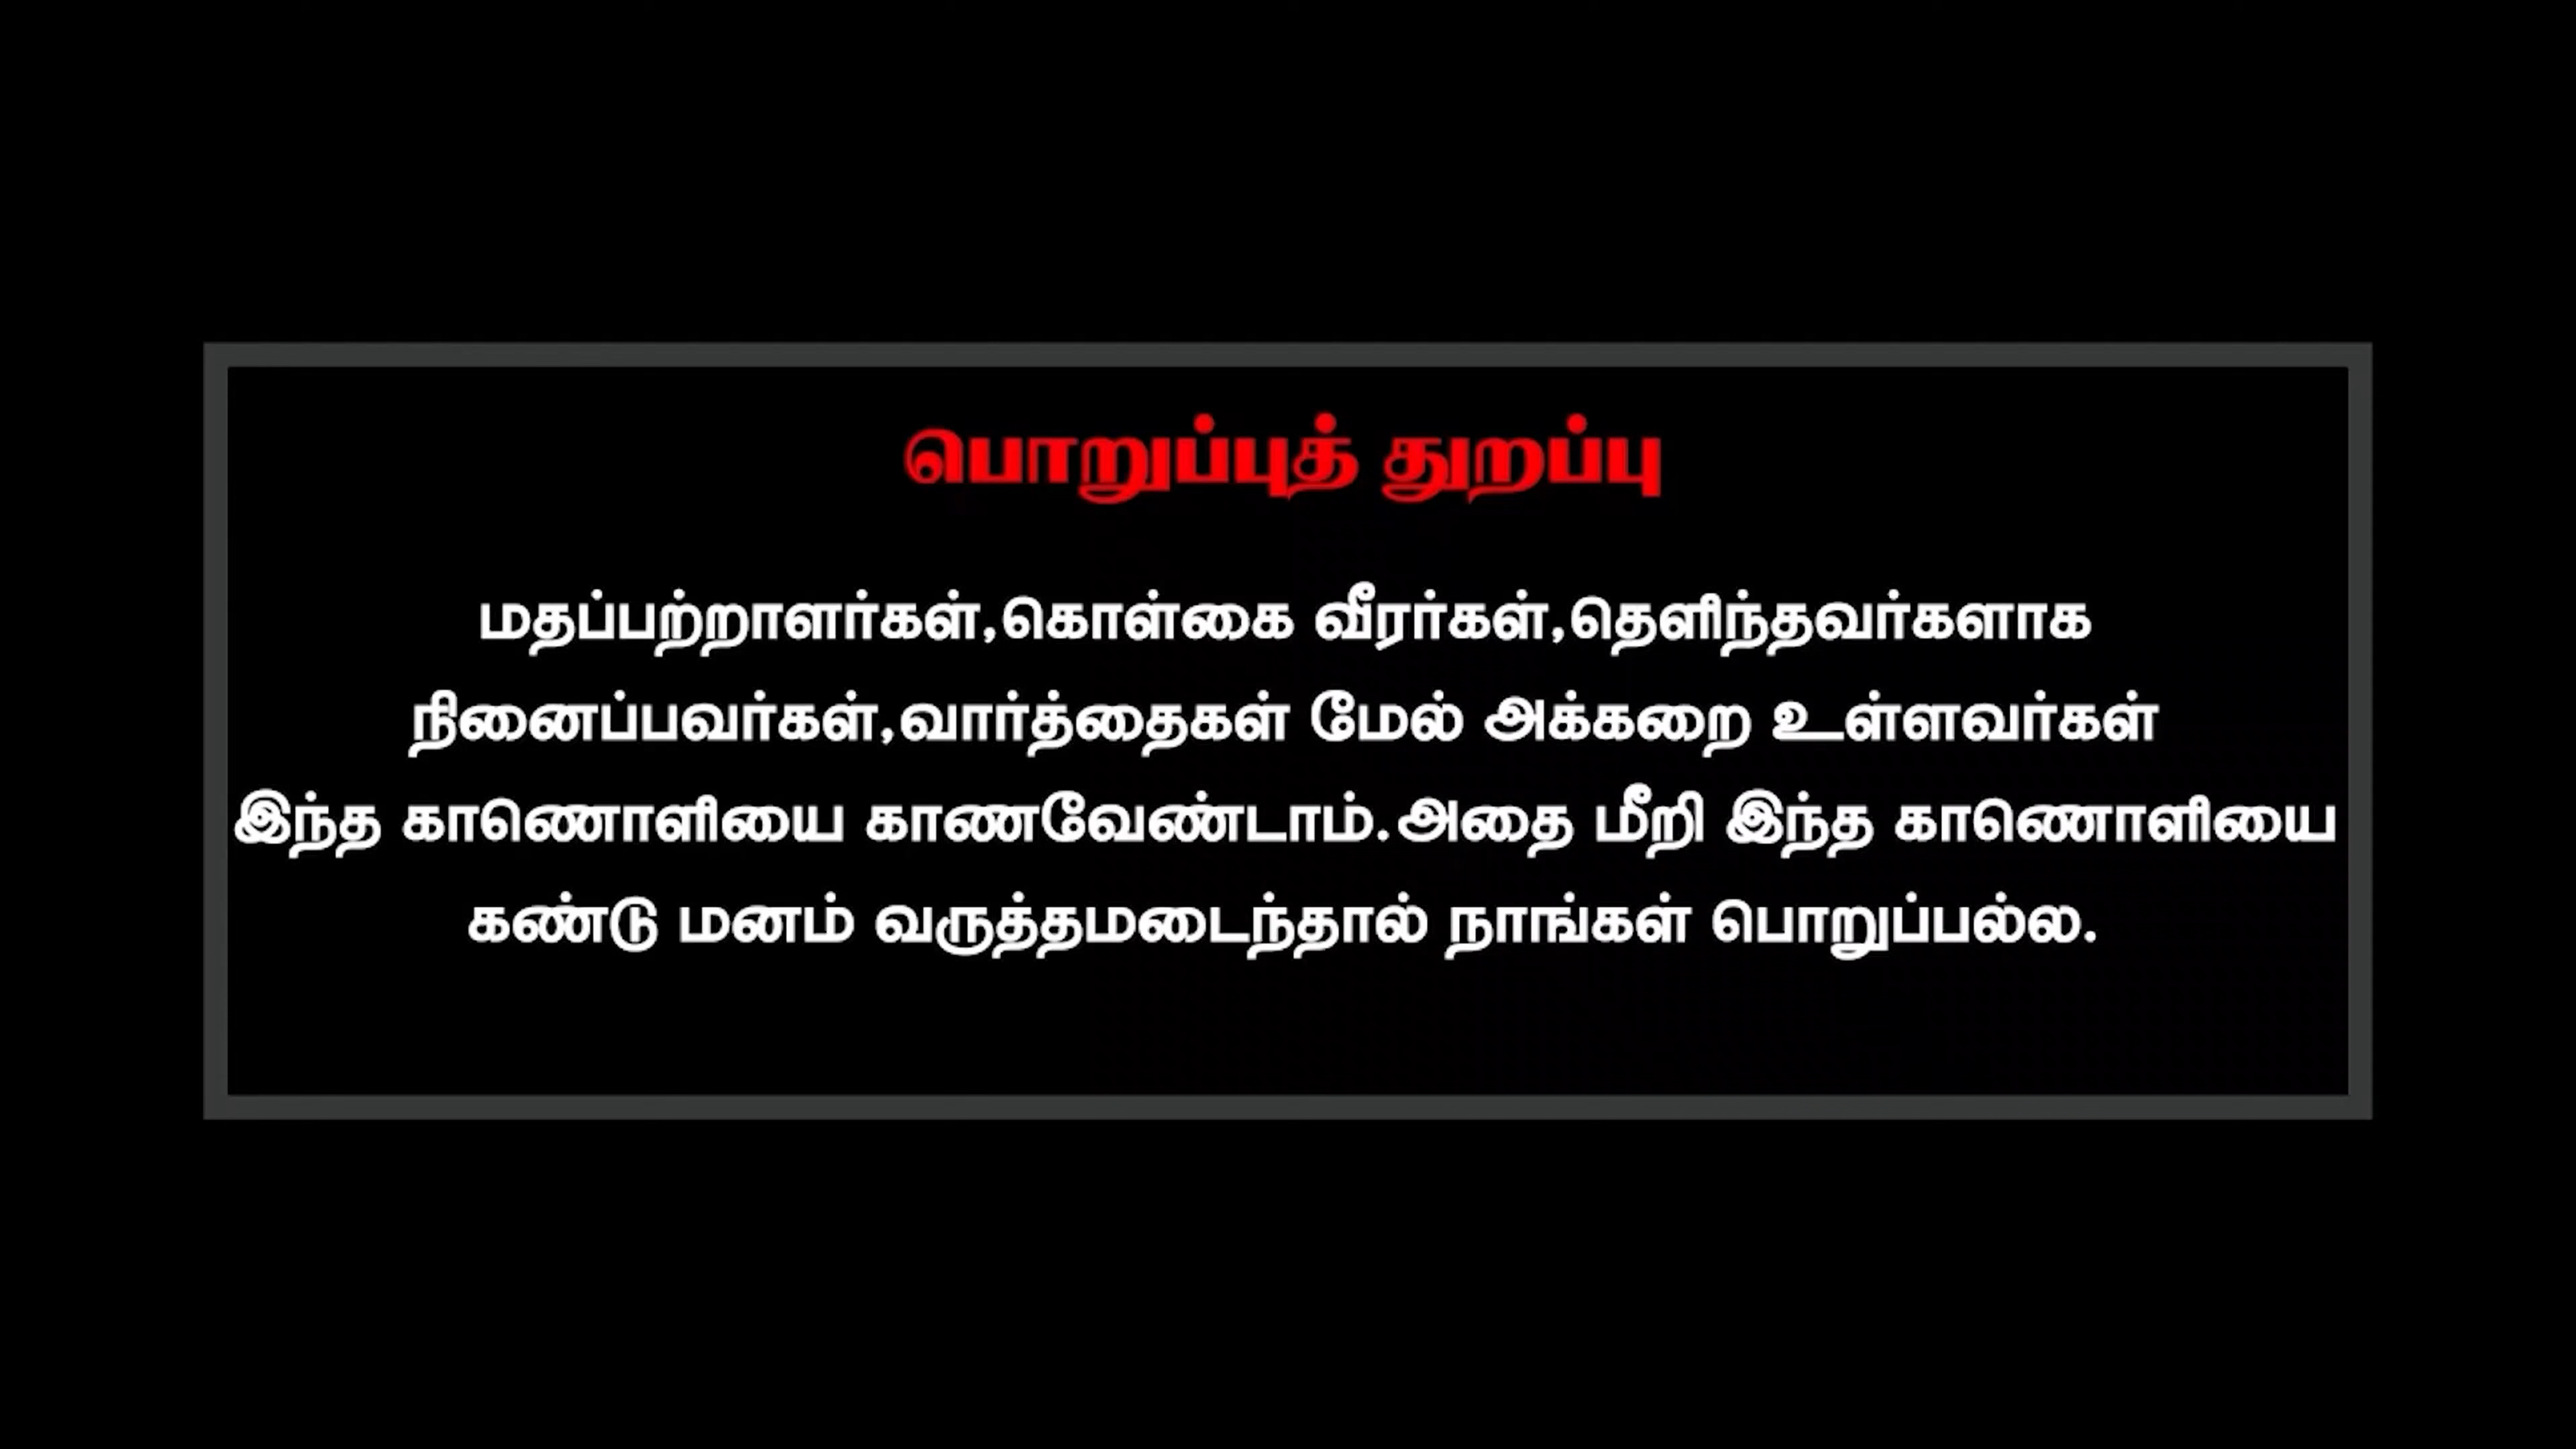 பொறுப்புத் துறப்பு
மதப்பற்றாளர்கள்,கொள்கை வீரர்கள்,தெளிந்தவர்களாக
நினைப்பவர்கள்,வார்த்தைகள் மேல் அக்கறை உள்ளவர்கள்
இந்த காணொளியை காணவேண்டாம்.அதை மீறி இந்த காணொளியை
கண்டு மனம் வருத்தமடைந்தால் நாங்கள் பொறுப்பல்ல.